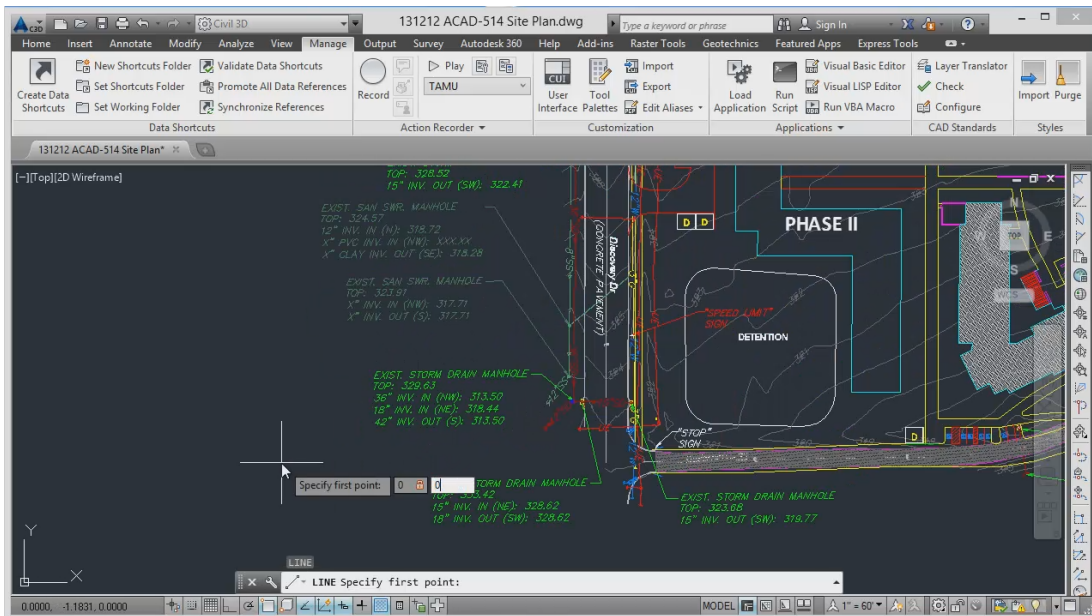 C3D
Civil 3D
131212 ACAD-514 Site Plan.dwg
Type a keyword or phrase
Sign In
Home Insert Annotate Modify Analyze View Manage Output Survey Autodesk 360 Help Add-ins Raster Tools Geotechnics Featured Apps Express Tools
Create Data Shortcuts
New Shortcuts Folder
Set Shortcuts Folder
Set Working Folder
Validate Data Shortcuts
Promote All Data References
Synchronize References
Record
Play
TAMU
User Interface
Tool Palettes
Import
Export
Edit Aliases
Load Application
Run Script
Visual Basic Editor
Visual LISP Editor
Run VBA Macro
Layer Translator
Check
Configure
Import
Purge
Data Shortcuts
Action Recorder
Customization
Applications
CAD Standards
Styles
131212 ACAD-514 Site Plan*
[–][Top][2D Wireframe]
TOP: 328.52
15" INV. OUT (SW): 322.41
EXIST. SAN SWR. MANHOLE
TOP: 324.57
12" INV. IN (N): 318.72
X" PVC INV. IN (NW): XXX.XX
X" CLAY INV. OUT (SE): 318.28
EXIST. SAN SWR. MANHOLE
TOP: 323.91
X" INV. IN (NW): 317.71
X" INV. OUT (S): 317.71
EXIST. STORM DRAIN MANHOLE
TOP: 329.63
36" INV. IN (NW): 313.50
18" INV. IN (NE): 318.44
42" INV. OUT (S): 313.50
Discovery Dr
(CONCRETE PAVEMENT)
D D
PHASE II
"SPEED LIMIT"
SIGN
DETENTION
N
TOP
W
E
S
WCS
"STOP"
SIGN
D
Specify first point: 0 0
STORM DRAIN MANHOLE
TOP: 333.42
15" INV. IN (NE): 328.62
18" INV. OUT (SW): 328.62
EXIST. STORM DRAIN MANHOLE
TOP: 323.68
15" INV. OUT (SW): 319.77
Y
X
LINE
LINE Specify first point:
0.0000, -1.1831, 0.0000
MODEL
1" = 60'